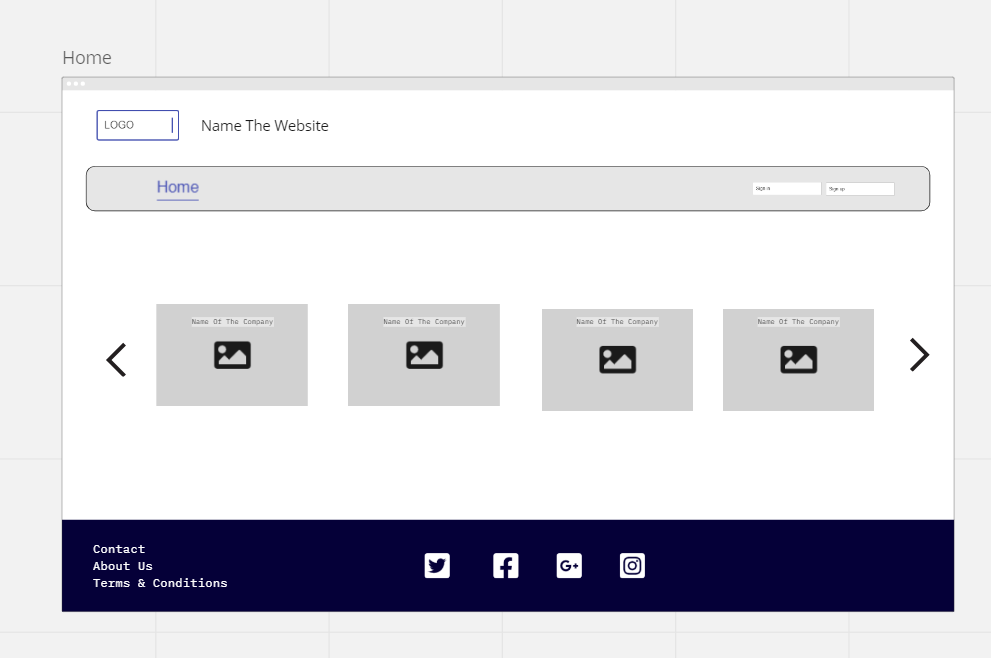 Home
LOGO
Name The Website
Home
Sign in
Sign up
Name Of The Company
Name Of The Company
Name Of The Company
Name Of The Company
Contact
About Us
Terms & Conditions